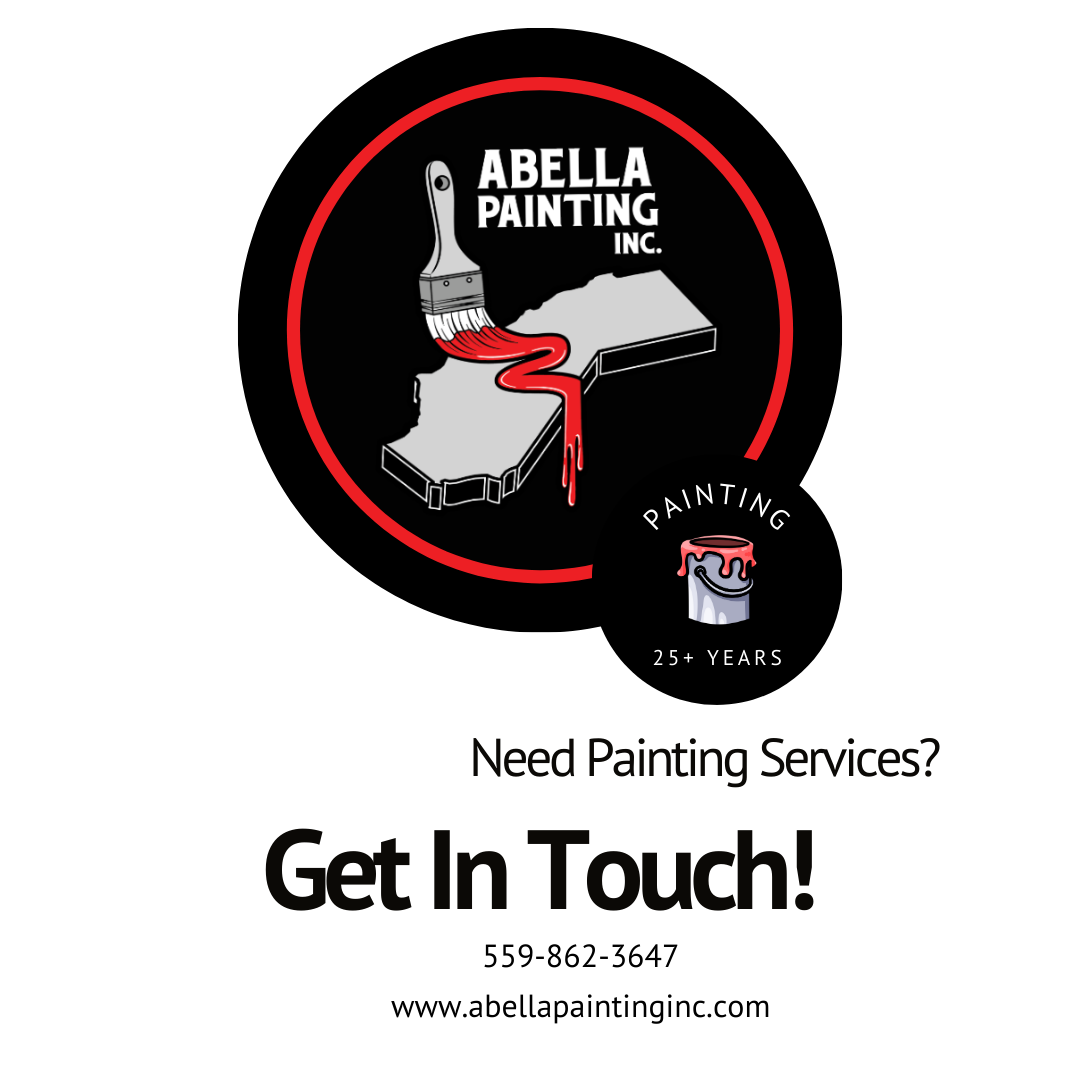 ABELLA
PAINTING
INC.
PAINTING
25+ YEARS
Need Painting Services?
Get In Touch!
559-862-3647
www.abellapaintinginc.com